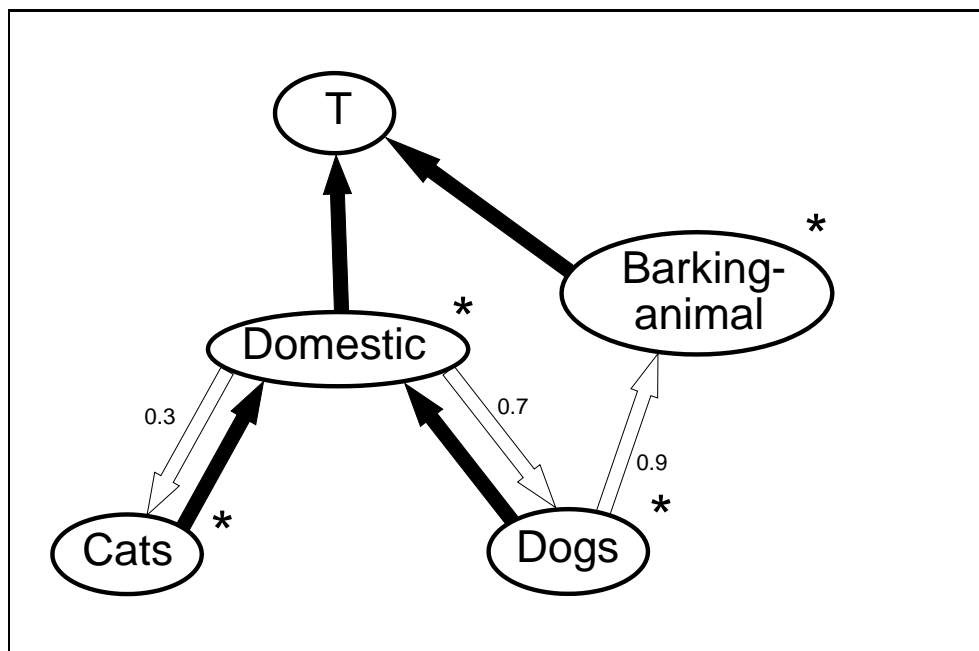 T
*
Barking-
animal
*
Domestic
0.3
0.7
0.9
*
Cats
*
Dogs